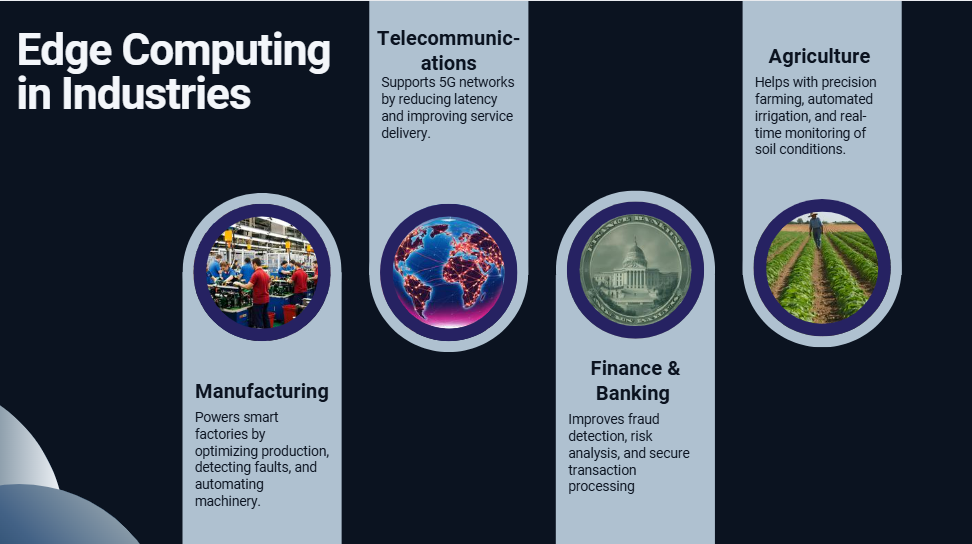 Edge Computing
in Industries
Telecommunic-
ations
Supports 5G networks
by reducing latency
and improving service
delivery.
Agriculture
Helps with precision
farming, automated
irrigation, and real-
time monitoring of
soil conditions.
Manufacturing
Powers smart
factories by
optimizing production,
detecting faults, and
automating
machinery.
Finance &
Banking
Improves fraud
detection, risk
analysis, and secure
transaction
processing